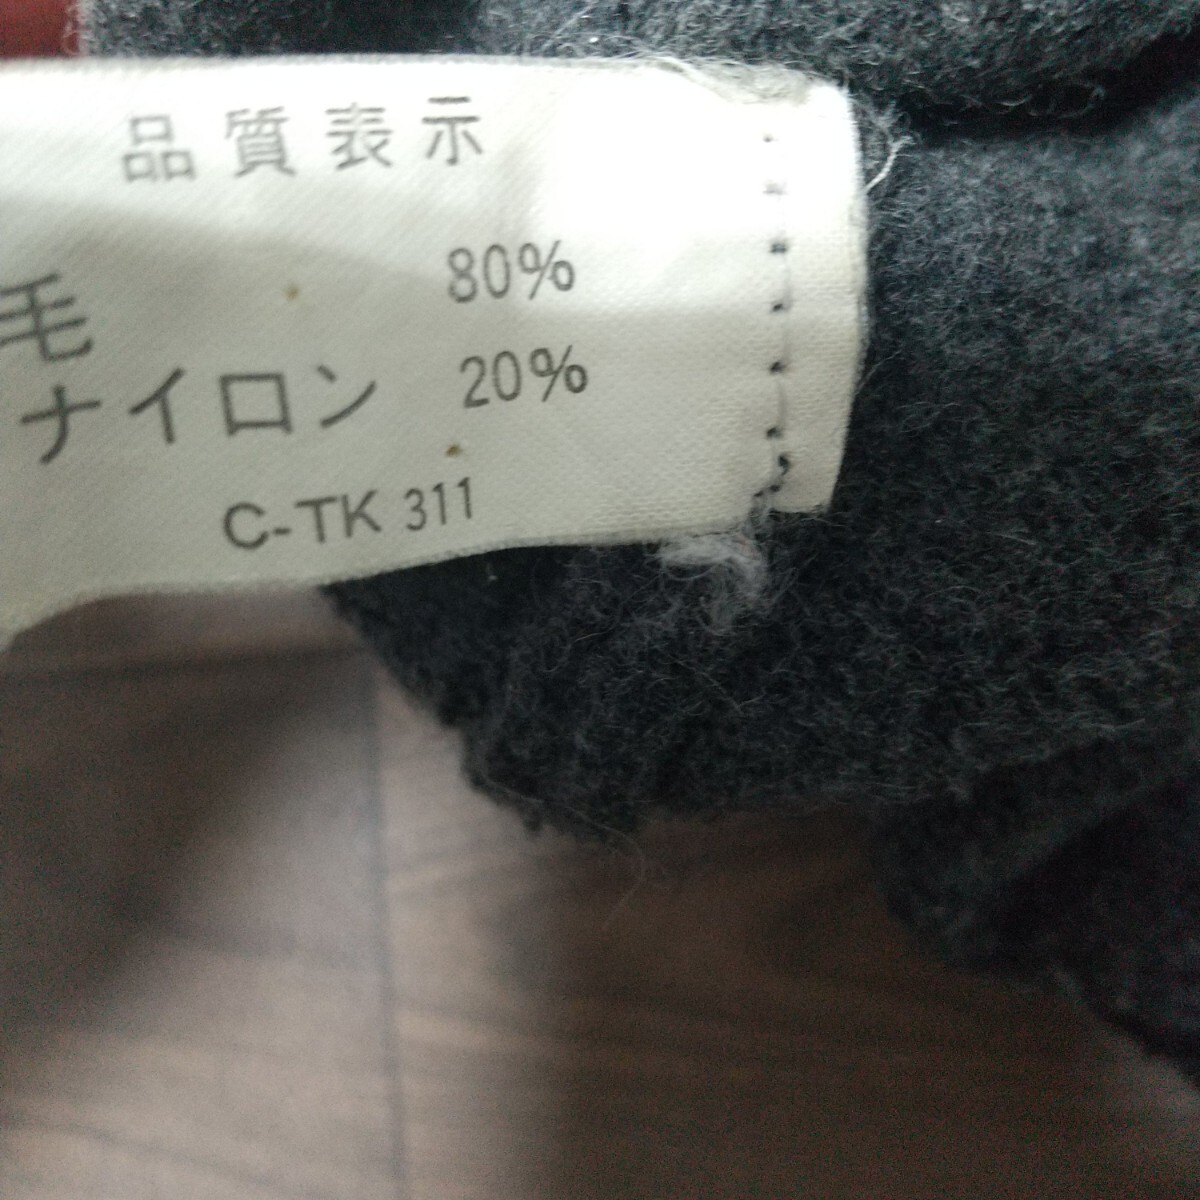 品質表示
毛 80%
ナイロン 20%
C-TK 311